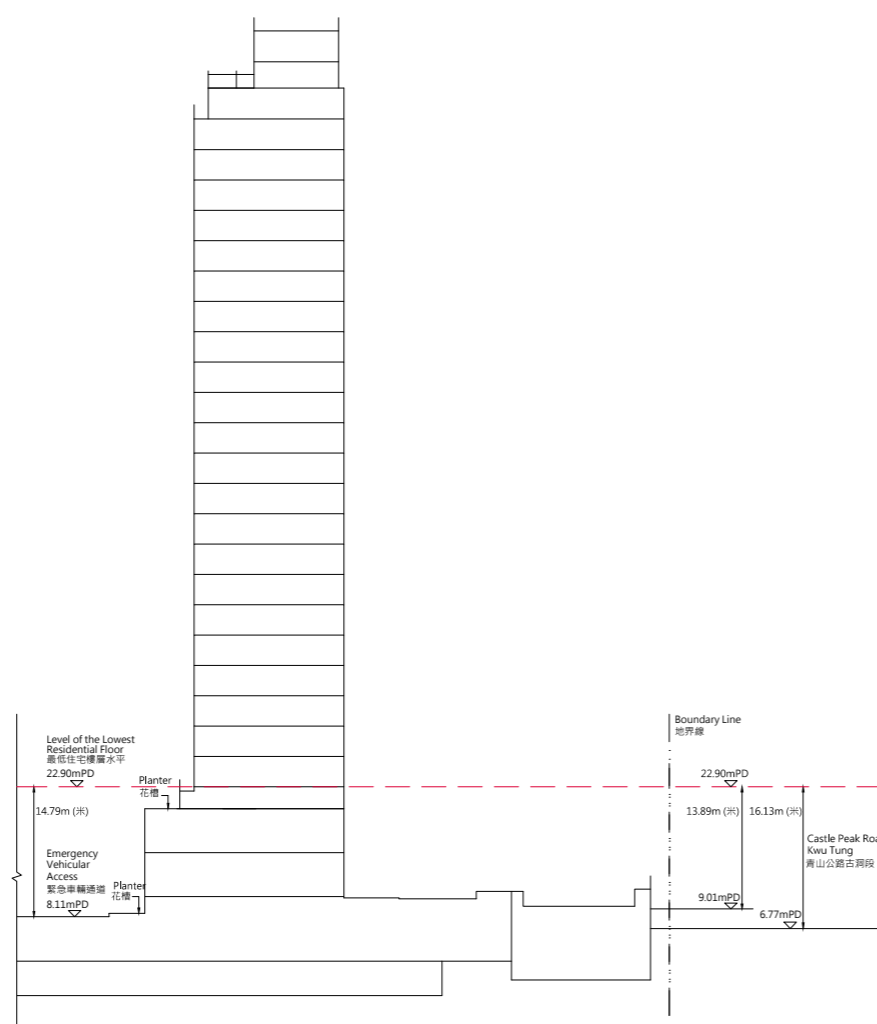 Boundary Line
地界線
Level of the Lowest
Residential Floor
最低住宅樓層水平
22.90mPD
22.90mPD
Planter
花槽
14.79m (米)
13.89m (米)
16.13m (米)
Castle Peak Roa
Kwu Tung
青山公路古洞段
Emergency
Vehicular
Access
緊急車輛通道
8.11mPD
Planter
花槽
9.01mPD
6.77mPD